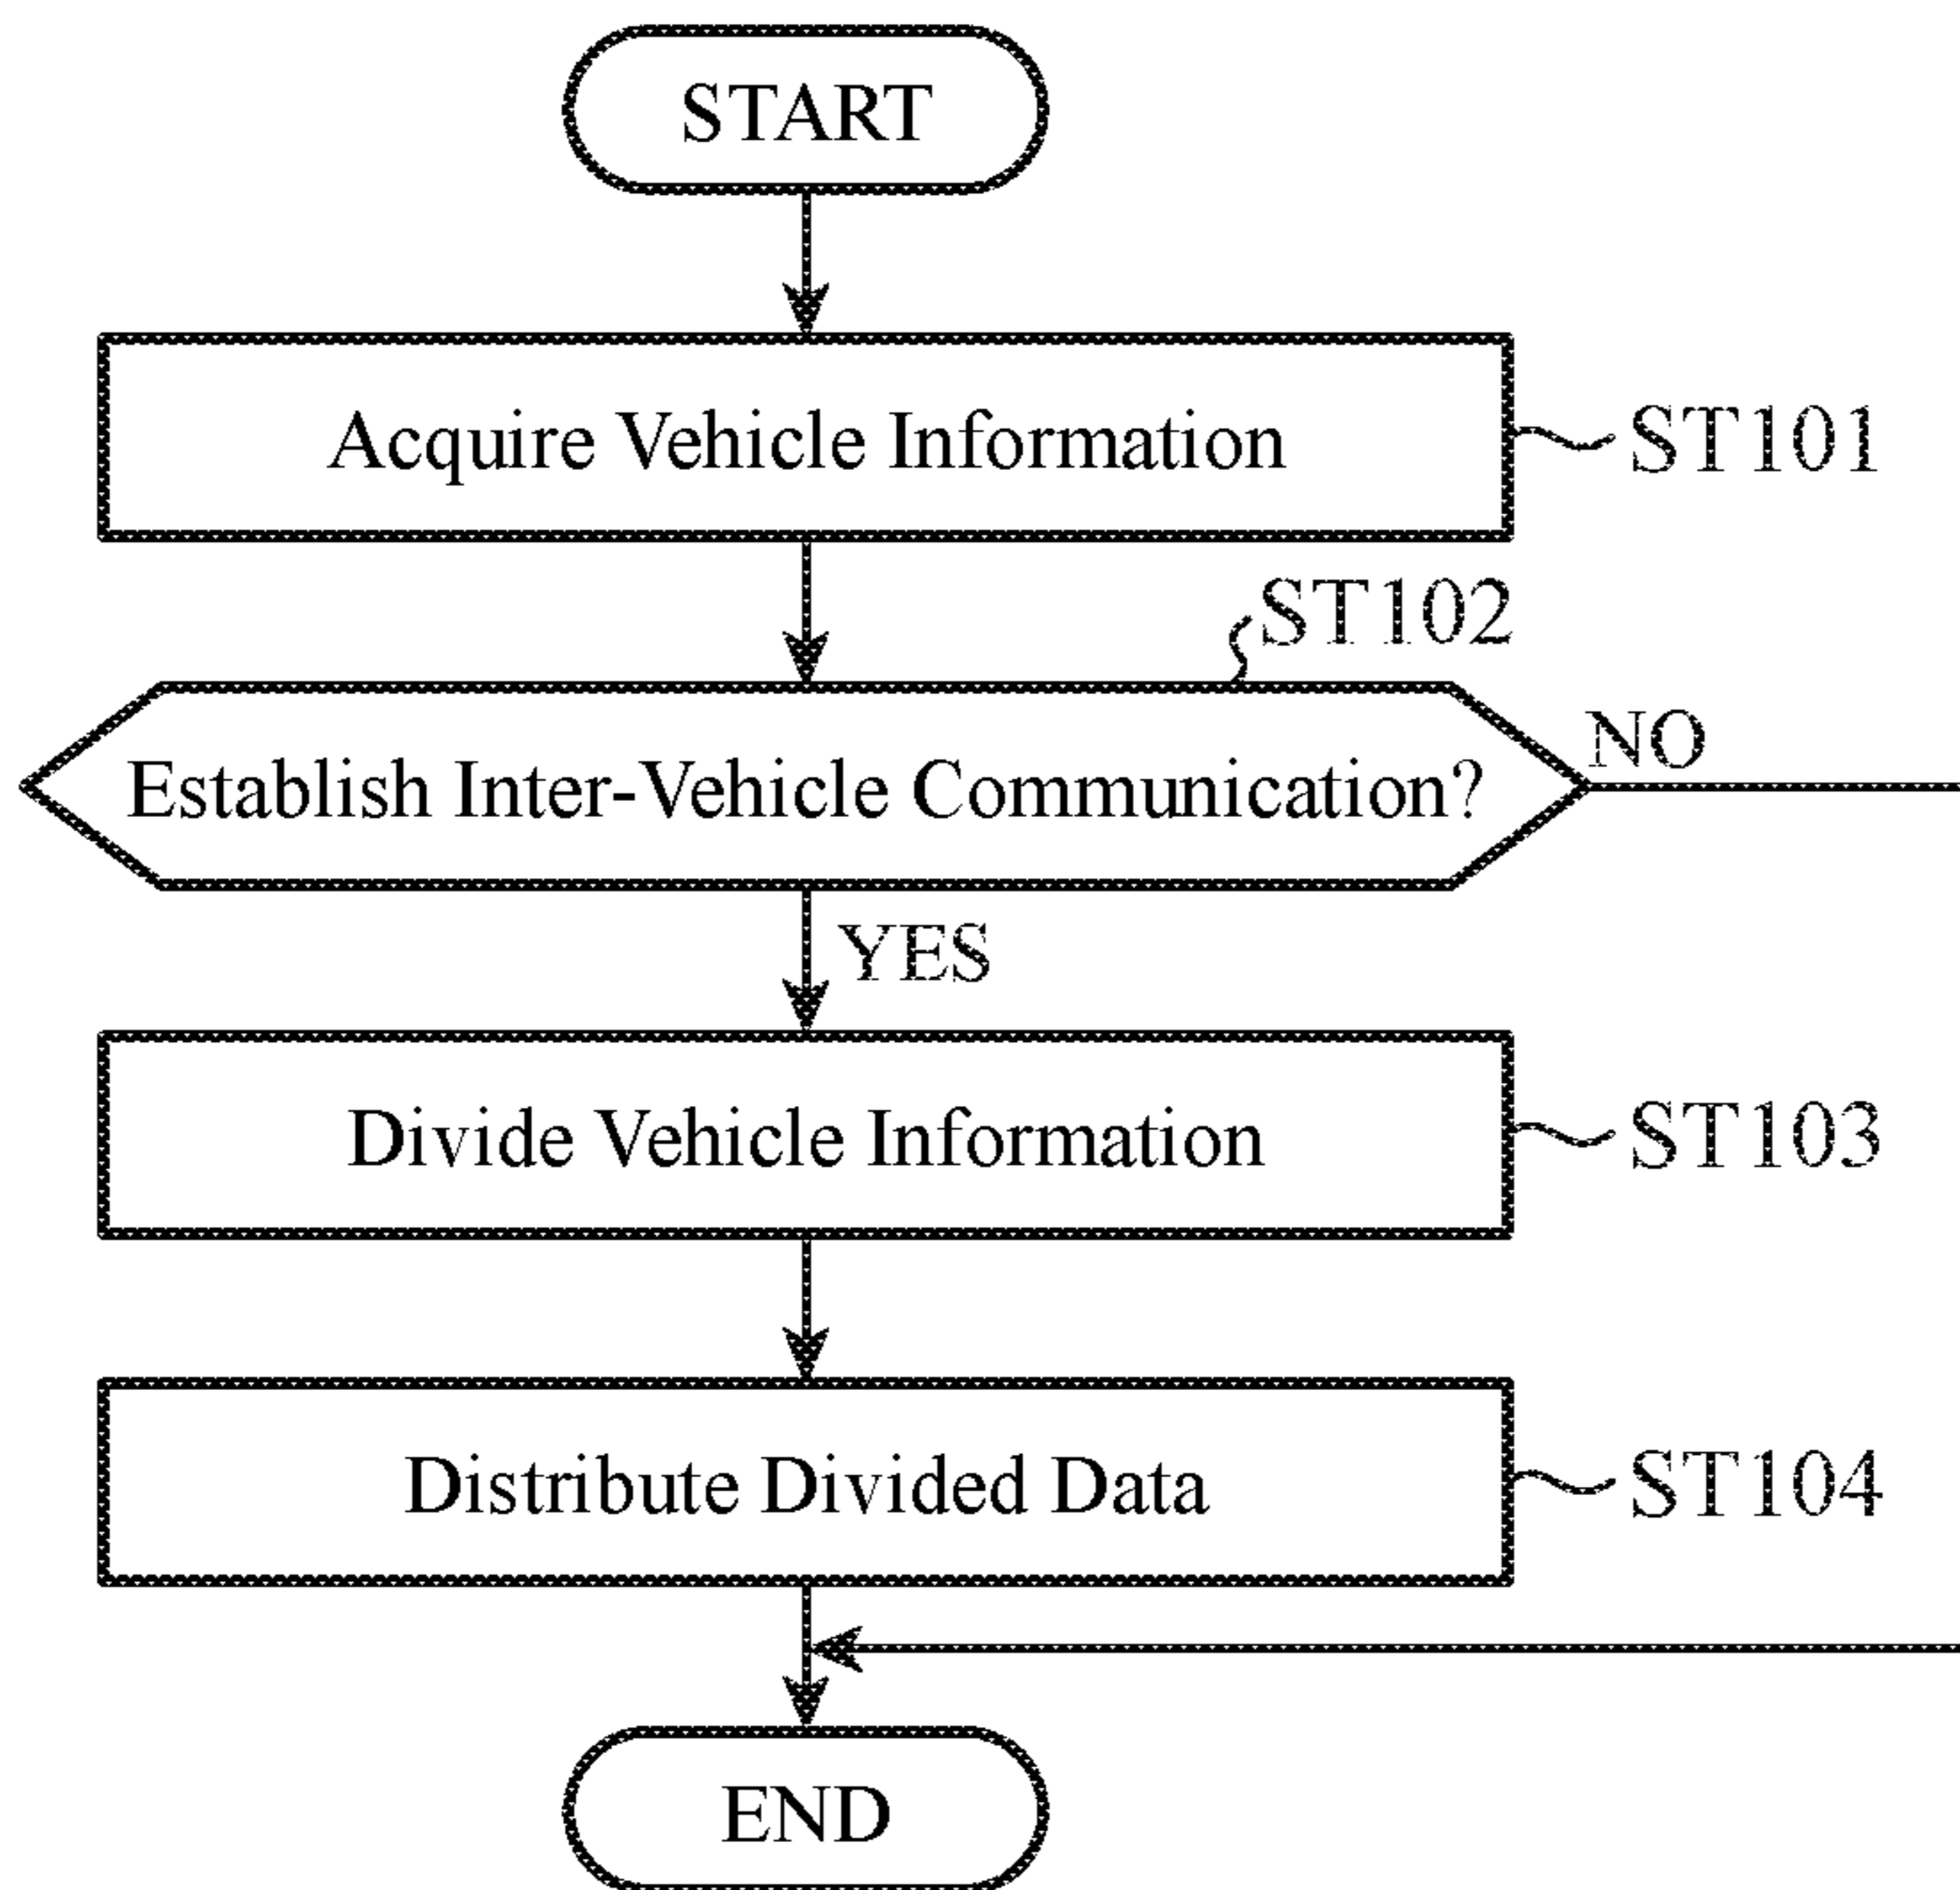 START
Acquire Vehicle Information
ST101
ST102
Establish Inter-Vehicle Communication?
NO
YES
Divide Vehicle Information
ST103
Distribute Divided Data
ST104
END